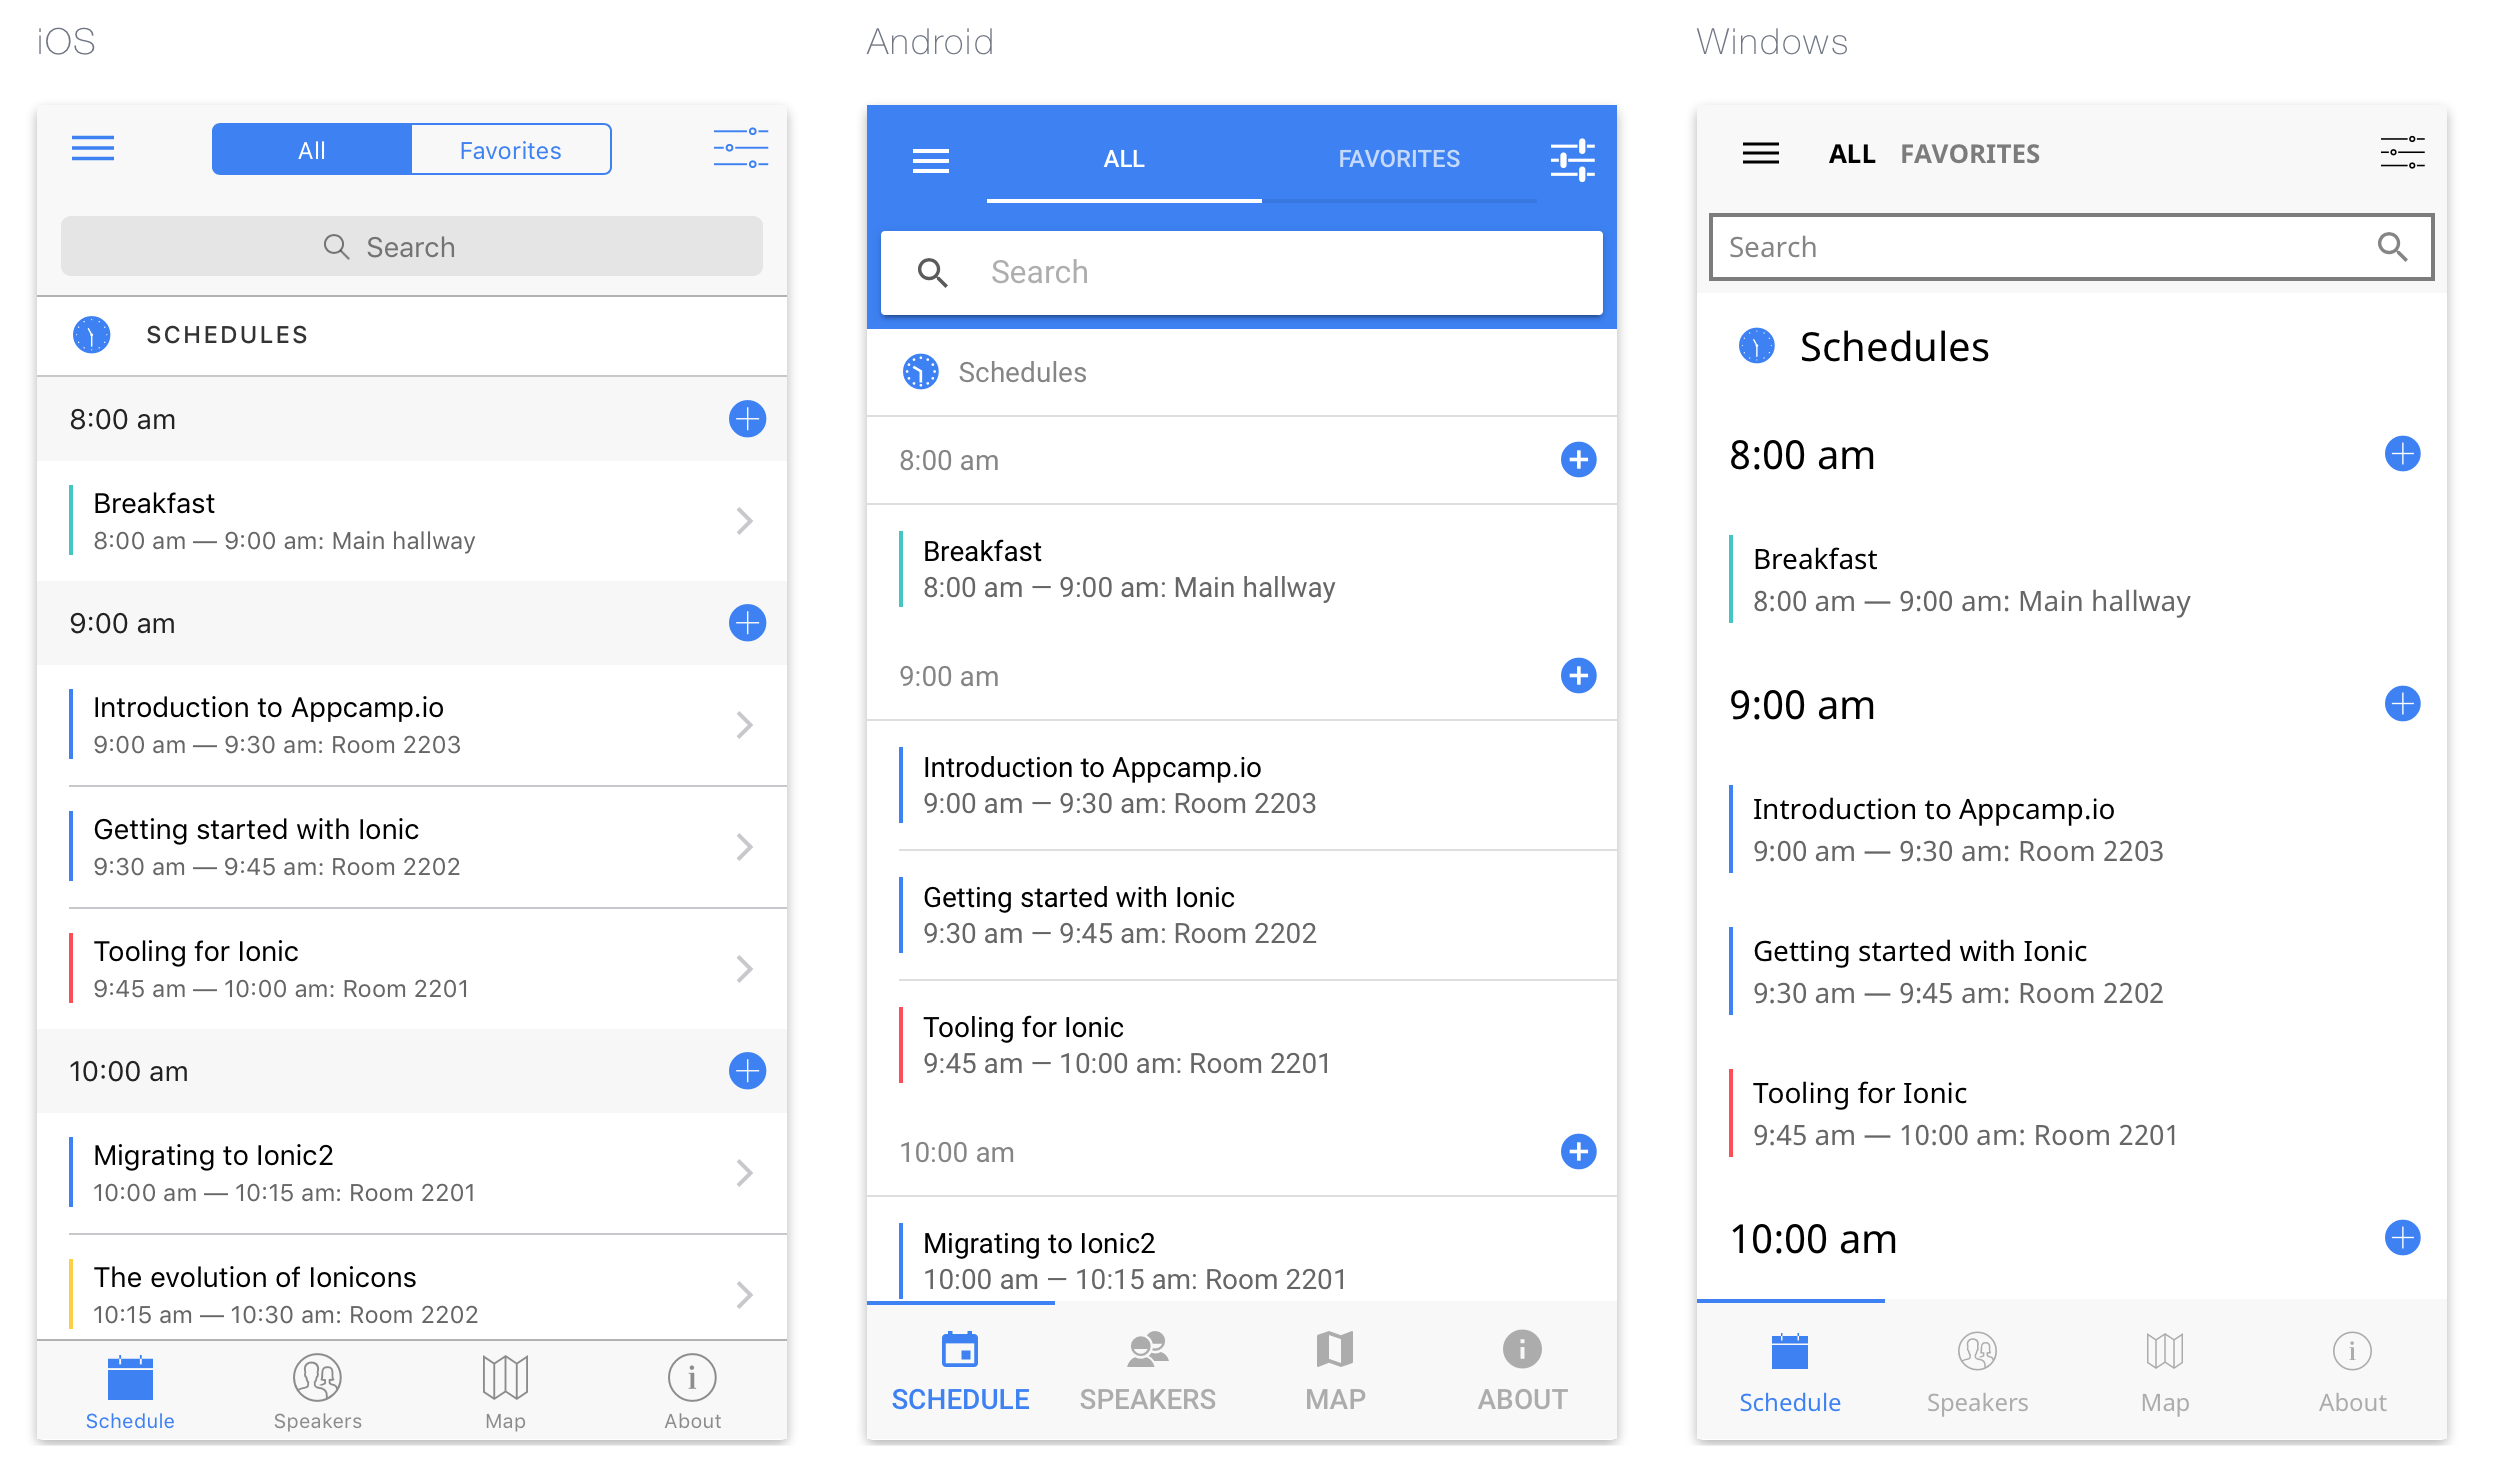 iOS
All
Favorites
Search
SCHEDULES
8:00 am
Breakfast
8:00 am — 9:00 am: Main hallway
9:00 am
Introduction to Appcamp.io
9:00 am — 9:30 am: Room 2203
Getting started with Ionic
9:30 am — 9:45 am: Room 2202
Tooling for Ionic
9:45 am — 10:00 am: Room 2201
10:00 am
Migrating to Ionic2
10:00 am — 10:15 am: Room 2201
The evolution of Ionicons
10:15 am — 10:30 am: Room 2202
Schedule
Speakers
Map
About
Android
ALL
FAVORITES
Search
Schedules
8:00 am
Breakfast
8:00 am — 9:00 am: Main hallway
9:00 am
Introduction to Appcamp.io
9:00 am — 9:30 am: Room 2203
Getting started with Ionic
9:30 am — 9:45 am: Room 2202
Tooling for Ionic
9:45 am — 10:00 am: Room 2201
10:00 am
Migrating to Ionic2
10:00 am — 10:15 am: Room 2201
SCHEDULE
SPEAKERS
MAP
ABOUT
Windows
ALL
FAVORITES
Search
Schedules
8:00 am
Breakfast
8:00 am — 9:00 am: Main hallway
9:00 am
Introduction to Appcamp.io
9:00 am — 9:30 am: Room 2203
Getting started with Ionic
9:30 am — 9:45 am: Room 2202
Tooling for Ionic
9:45 am — 10:00 am: Room 2201
10:00 am
Schedule
Speakers
Map
About